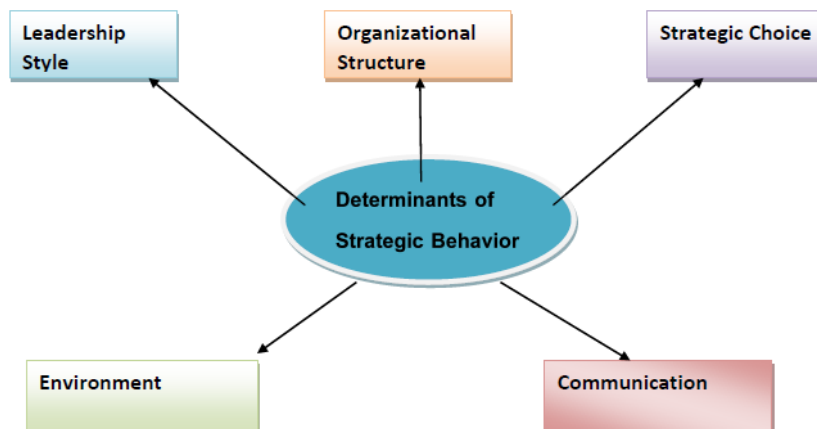 Leadership
Style
Organizational
Structure
Strategic Choice
Determinants of
Strategic Behavior
Environment
Communication